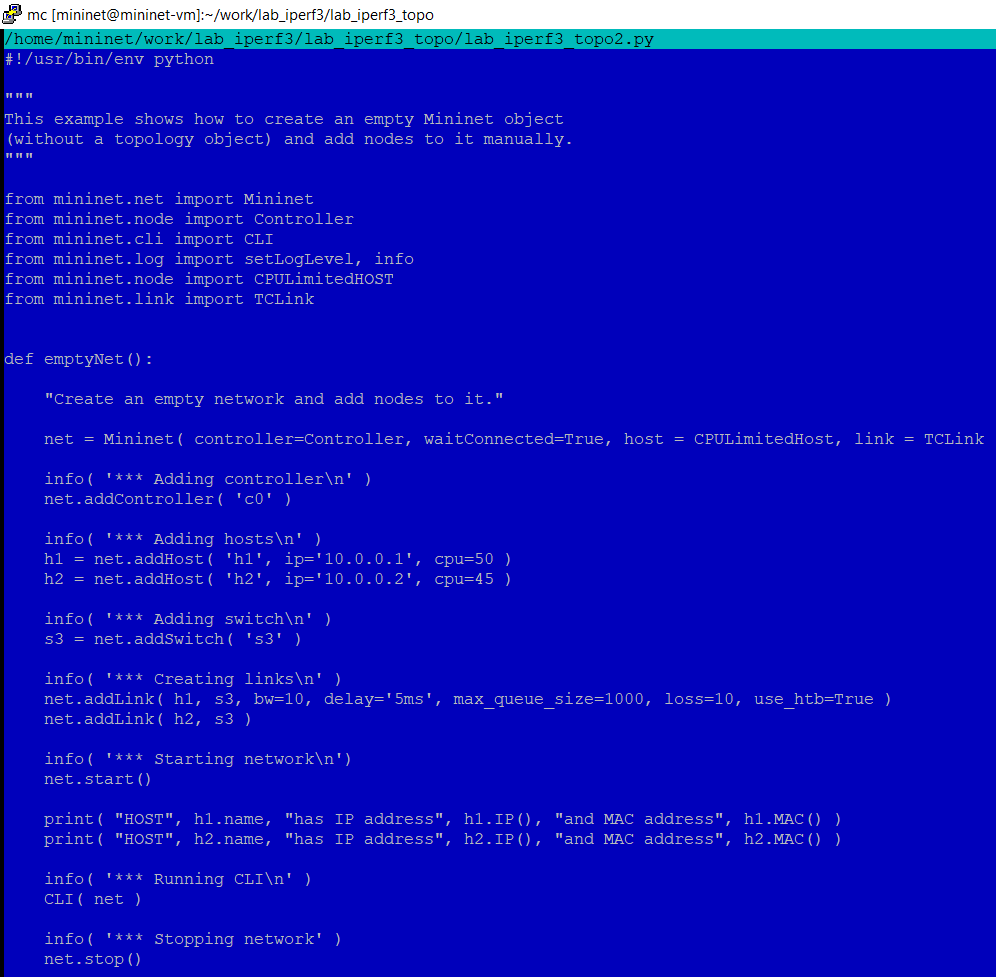 mc [mininet@mininet-vm]:~/work/lab_iperf3/lab_iperf3_topo
/home/mininet/work/lab_iperf3/lab_iperf3_topo/lab_iperf3_topo2.py
#!/usr/bin/env python

"""
This example shows how to create an empty Mininet object
(without a topology object) and add nodes to it manually.
"""

from mininet.net import Mininet
from mininet.node import Controller
from mininet.cli import CLI
from mininet.log import setLogLevel, info
from mininet.node import CPULimitedHOST
from mininet.link import TCLink


def emptyNet():

    "Create an empty network and add nodes to it."

    net = Mininet( controller=Controller, waitConnected=True, host = CPULimitedHost, link = TCLink

    info( '*** Adding controller\n' )
    net.addController( 'c0' )

    info( '*** Adding hosts\n' )
    h1 = net.addHost( 'h1', ip='10.0.0.1', cpu=50 )
    h2 = net.addHost( 'h2', ip='10.0.0.2', cpu=45 )

    info( '*** Adding switch\n' )
    s3 = net.addSwitch( 's3' )

    info( '*** Creating links\n' )
    net.addLink( h1, s3, bw=10, delay='5ms', max_queue_size=1000, loss=10, use_htb=True )
    net.addLink( h2, s3 )

    info( '*** Starting network\n')
    net.start()

    print( "HOST", h1.name, "has IP address", h1.IP(), "and MAC address", h1.MAC() )
    print( "HOST", h2.name, "has IP address", h2.IP(), "and MAC address", h2.MAC() )

    info( '*** Running CLI\n' )
    CLI( net )

    info( '*** Stopping network' )
    net.stop()